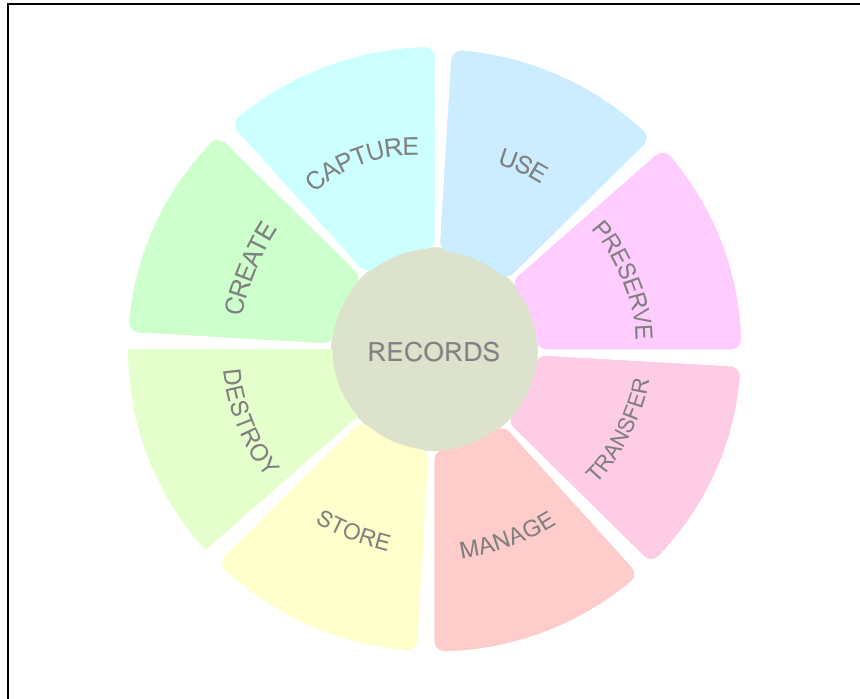 CAPTURE
USE
PRESERVE
TRANSFER
MANAGE
STORE
DESTROY
CREATE
RECORDS